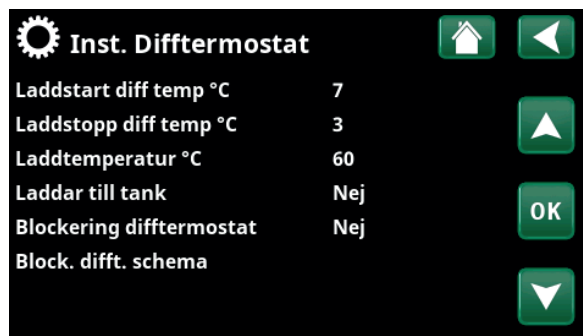 Inst. Difftermostat
Laddstart diff temp °C 7
Laddstopp diff temp °C 3
Laddtemperatur °C 60
Laddar till tank Nej
OK
Blockering difftermostat Nej
Block. difft. schema